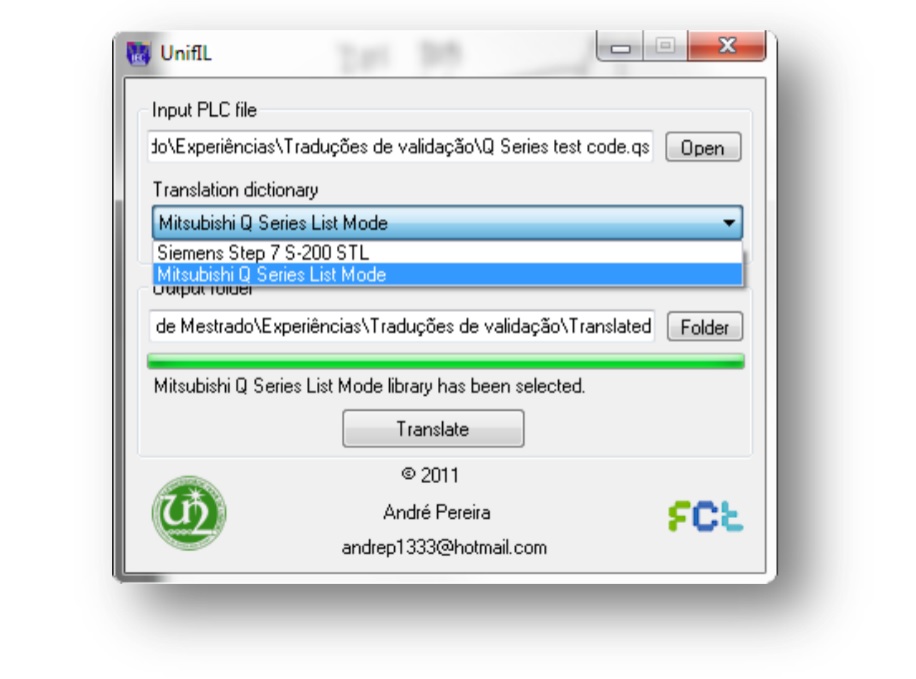 UnifIL
Input PLC file
do\Experiências\Traduções de validação\Q Series test code.qs
Open
Translation dictionary
Mitsubishi Q Series List Mode
Siemens Step 7 S-200 STL
Mitsubishi Q Series List Mode
Output folder
de Mestrado\Experiências\Traduções de validação\Translated
Folder
Mitsubishi Q Series List Mode library has been selected.
Translate
© 2011
André Pereira
FCt
andrep1333@hotmail.com